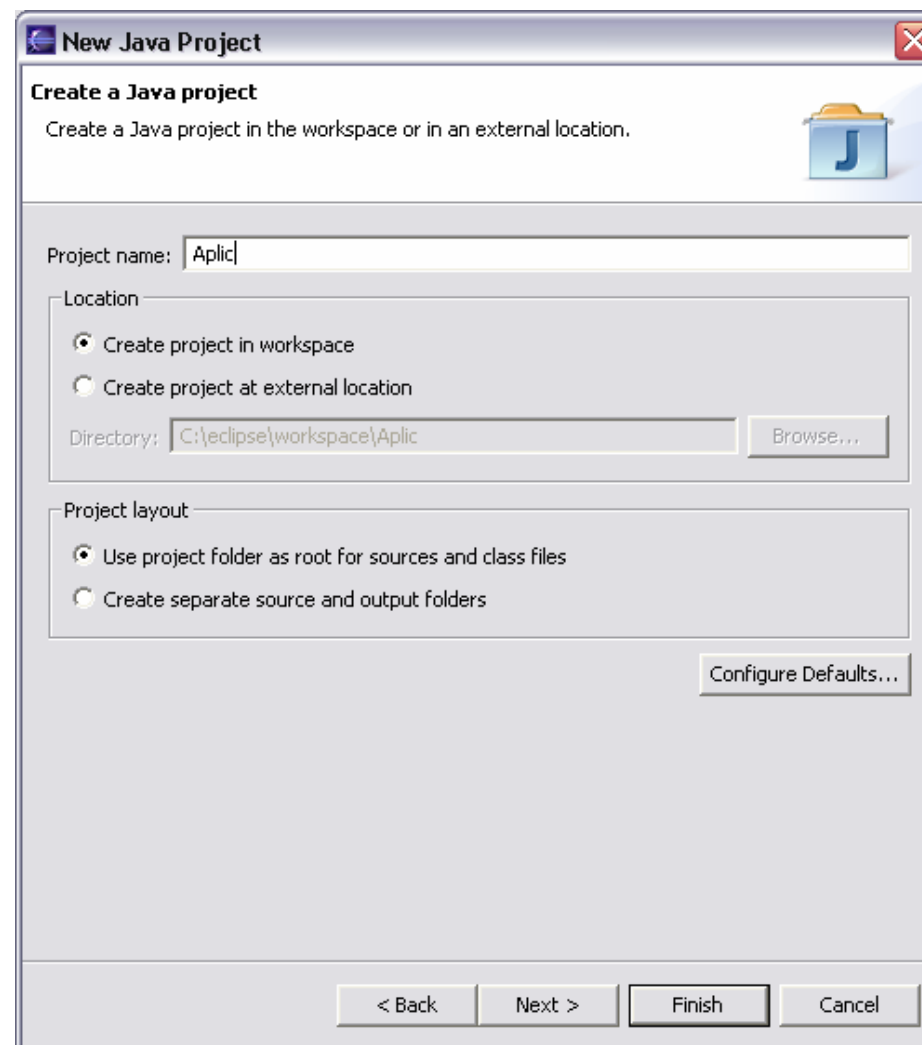 New Java Project
Create a Java project
Create a Java project in the workspace or in an external location.
J
Project name: Aplic
Location
Create project in workspace
Create project at external location
Directory: C:\eclipse\workspace\Aplic Browse...
Project layout
Use project folder as root for sources and class files
Create separate source and output folders
Configure Defaults...
< Back Next > Finish Cancel